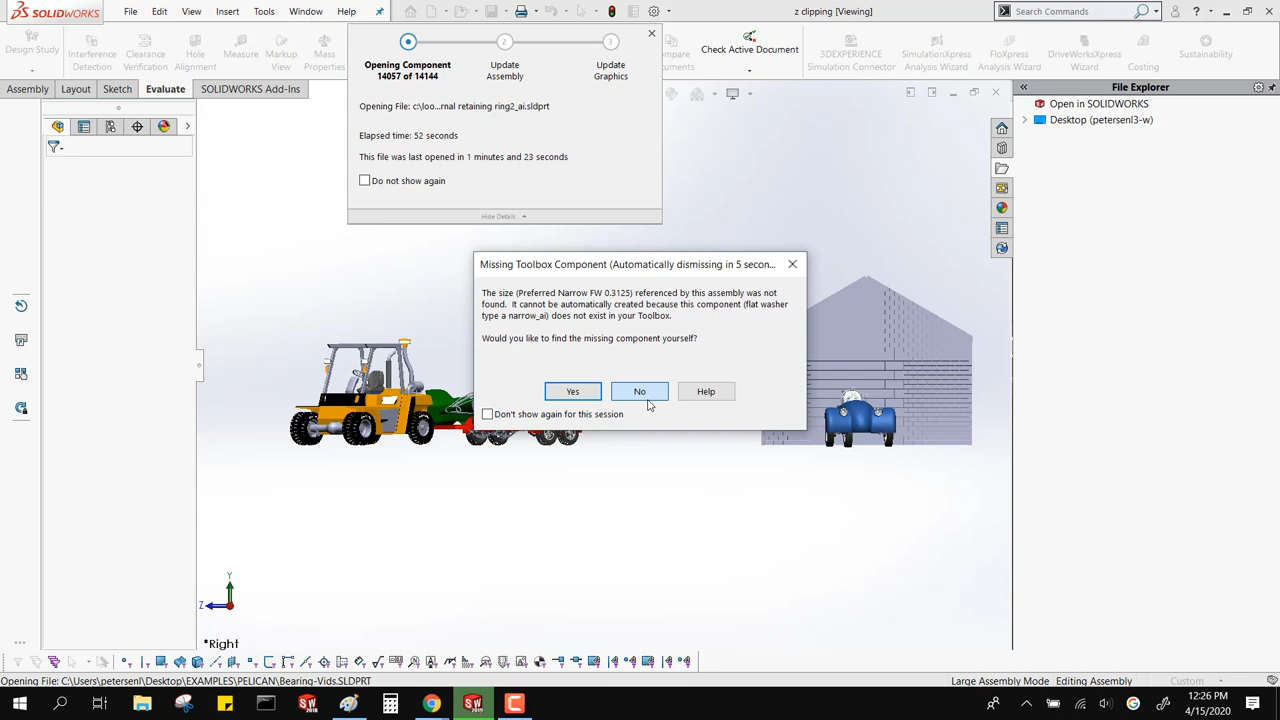 SOLIDWORKS
File Edit View Insert Tools Window Help
z clipping [Viewing]
Search Commands
Design Study
Interference
Detection
Clearance
Verification
Hole
Alignment
Measure
Markup
View
Mass
Properties
Check Active Document
3DEXPERIENCE
Simulation Connector
SimulationXpress
Analysis Wizard
FloXpress
Analysis Wizard
DriveWorksXpress
Wizard
Costing
Sustainability
Assembly Layout Sketch Evaluate SOLIDWORKS Add-Ins
1 2 3
Opening Component
14057 of 14144
Update
Assembly
Update
Graphics
Opening File: c:\loo...rnal retaining ring2_ai.sldprt
Elapsed time: 52 seconds
This file was last opened in 1 minutes and 23 seconds
Do not show again
Hide Details
File Explorer
Open in SOLIDWORKS
Desktop (petersenl3-w)
Missing Toolbox Component (Automatically dismissing in 5 secon...
The size (Preferred Narrow FW 0.3125) referenced by this assembly was not
found. It cannot be automatically created because this component (flat washer
type a narrow_ai) does not exist in your Toolbox.
Would you like to find the missing component yourself?
Yes No Help
Don't show again for this session
Y
Z
*Right
Opening File: C:\Users\petersenl\Desktop\EXAMPLES\PELICAN\Bearing-Vids.SLDPRT
Large Assembly Mode Editing Assembly Custom
12:26 PM
4/15/2020